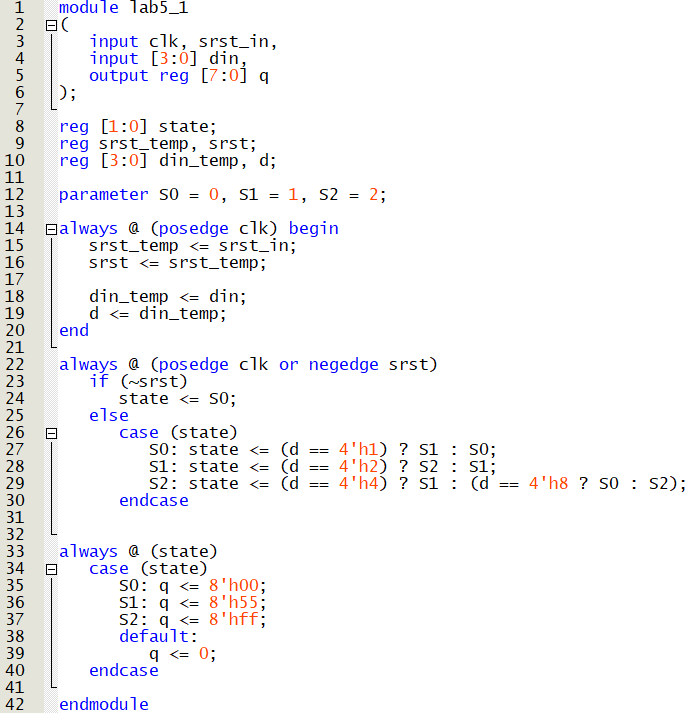 1 module lab5_1
2 (
3 input clk, srst_in,
4 input [3:0] din,
5 output reg [7:0] q
6 );
7
8 reg [1:0] state;
9 reg srst_temp, srst;
10 reg [3:0] din_temp, d;
11
12 parameter S0 = 0, S1 = 1, S2 = 2;
13
14 always @ (posedge clk) begin
15 srst_temp <= srst_in;
16 srst <= srst_temp;
17
18 din_temp <= din;
19 d <= din_temp;
20 end
21
22 always @ (posedge clk or negedge srst)
23 if (~srst)
24 state <= S0;
25 else
26 case (state)
27 S0: state <= (d == 4'h1) ? S1 : S0;
28 S1: state <= (d == 4'h2) ? S2 : S1;
29 S2: state <= (d == 4'h4) ? S1 : (d == 4'h8 ? S0 : S2);
30 endcase
31
32
33 always @ (state)
34 case (state)
35 S0: q <= 8'h00;
36 S1: q <= 8'h55;
37 S2: q <= 8'hff;
38 default:
39 q <= 0;
40 endcase
41
42 endmodule